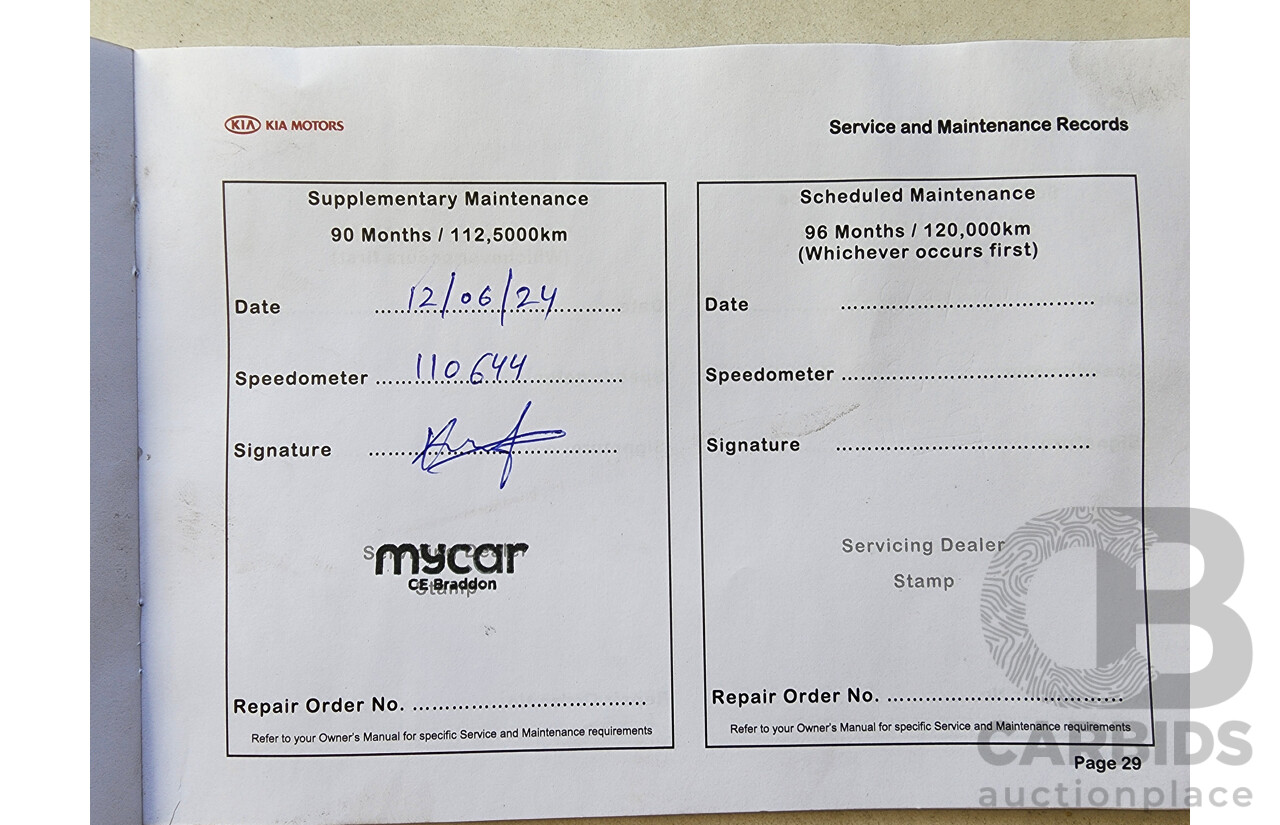 KIA KIA MOTORS
Service and Maintenance Records
Supplementary Maintenance
90 Months / 112,5000km
Date 12/06/24
Speedometer 110644
Signature
mycar
CE Braddon
Stamp
Repair Order No.
Refer to your Owner's Manual for specific Service and Maintenance requirements
Scheduled Maintenance
96 Months / 120,000km
(Whichever occurs first)
Date
Speedometer
Signature
Servicing Dealer
Stamp
Repair Order No.
Refer to your Owner's Manual for specific Service and Maintenance requirements
Page 29
CB
CARBIDS
auctionplace